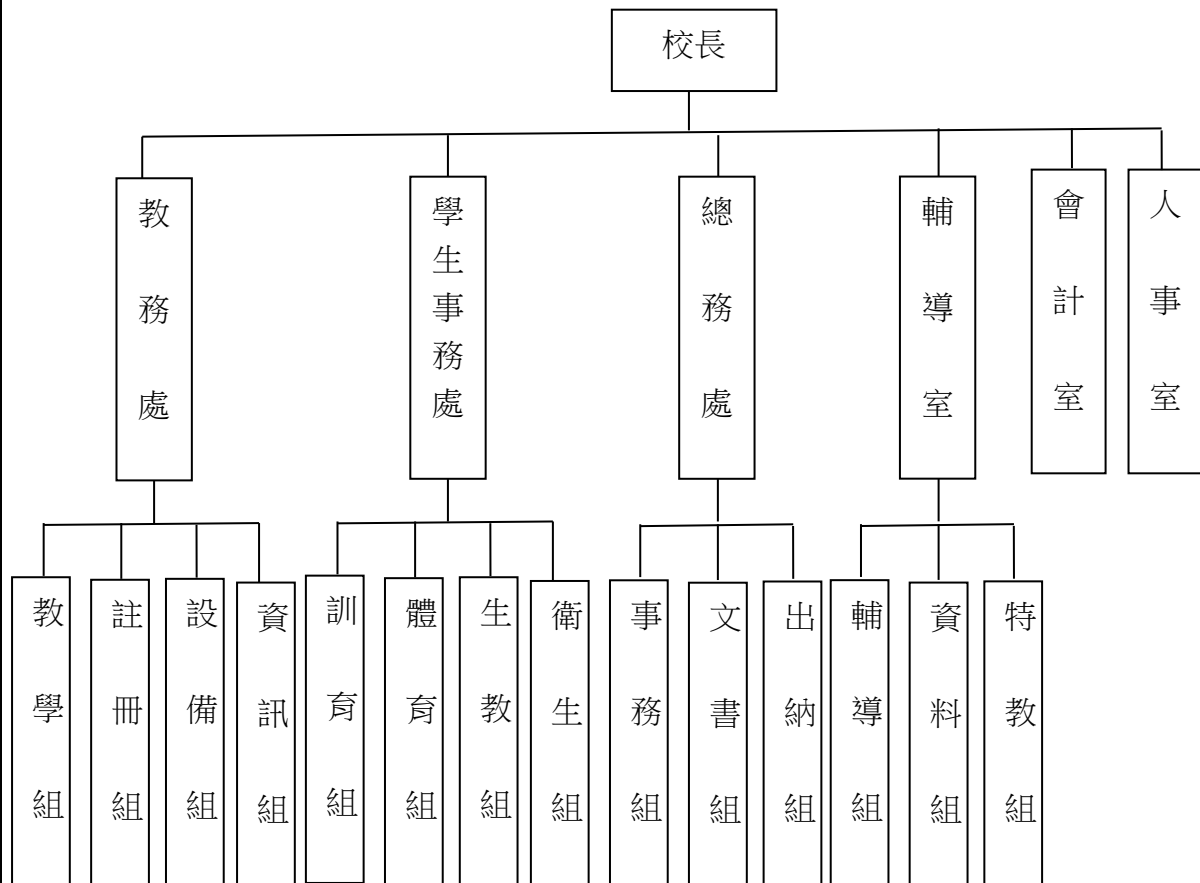 校長
教務處
學生事務處
總務處
輔導室
會計室
人事室
教學組
註冊組
設備組
資訊組
訓育組
體育組
生教組
衛生組
事務組
文書組
出納組
輔導組
資料組
特教組